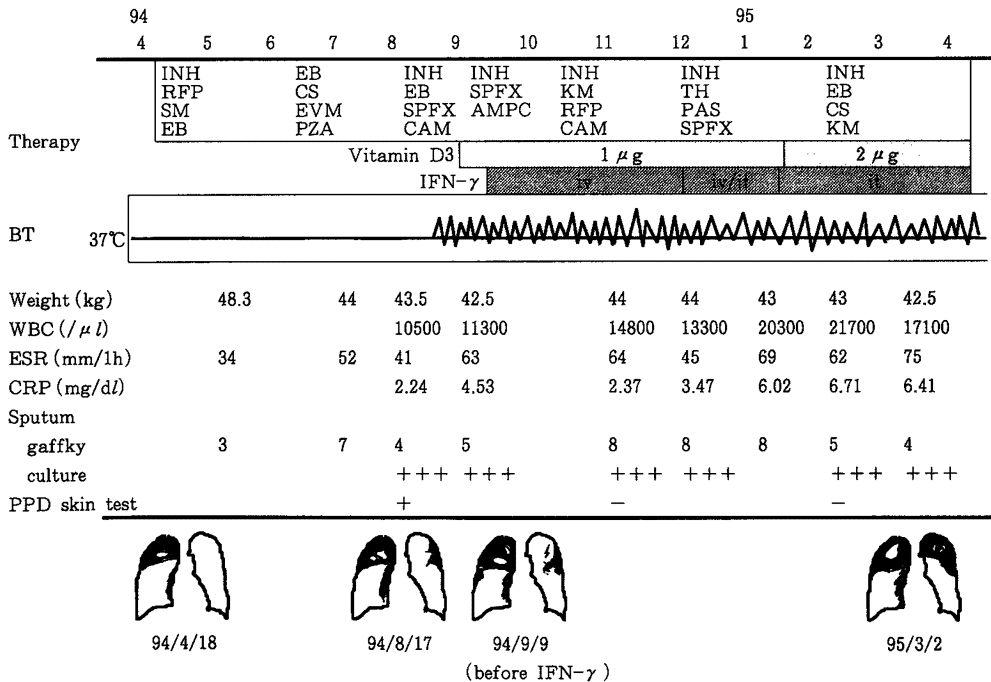 94 95
4 5 6 7 8 9 10 11 12 1 2 3 4
Therapy
INH EB INH INH INH INH INH
RFP CS EB SPFX KM TH EB
SM EVM SPFX AMPC RFP PAS CS
EB PZA CAM CAM SPFX KM
Vitamin D3 1 μg 2 μg
IFN-γ iv iv/it it
BT 37℃
Weight (kg) 48.3 44 43.5 42.5 44 44 43 43 42.5
WBC (/μl) 10500 11300 14800 13300 20300 21700 17100
ESR (mm/1h) 34 52 41 63 64 45 69 62 75
CRP (mg/dl) 2.24 4.53 2.37 3.47 6.02 6.71 6.41
Sputum
gaffky 3 7 4 5 8 8 8 5 4
culture +++ +++ +++ +++ +++ +++
PPD skin test + − −
94/4/18 94/8/17 94/9/9 95/3/2
(before IFN-γ)